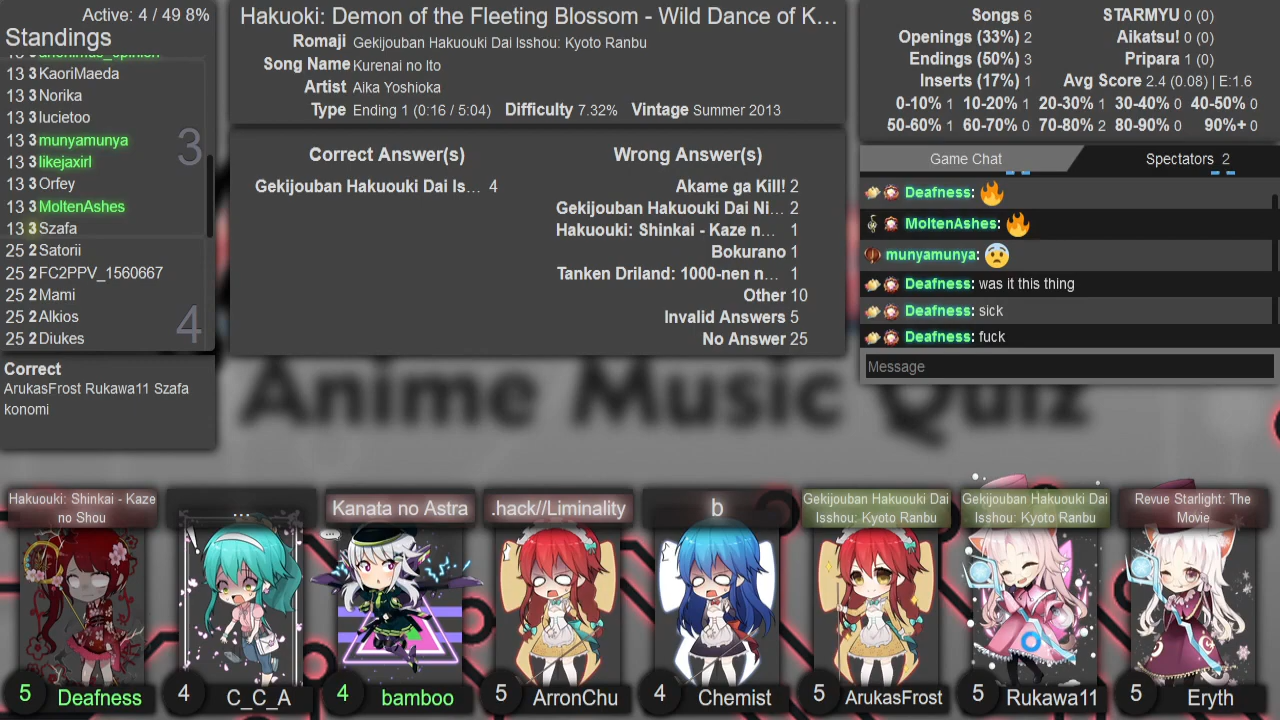 Active: 4 / 49 8%
Standings
13 3 KaoriMaeda
13 3 Norika
13 3 lucietoo
13 3 munyamunya
13 3 likejaxirl
13 3 Orfey
13 3 MoltenAshes
13 3 Szafa
3
25 2 Satorii
25 2 FC2PPV_1560667
25 2 Mami
25 2 Alkios
25 2 Diukes
4
Correct
ArukasFrost Rukawa11 Szafa
konomi
Hakuoki: Demon of the Fleeting Blossom - Wild Dance of K...
Romaji Gekijouban Hakuouki Dai Isshou: Kyoto Ranbu
Song Name Kurenai no Ito
Artist Aika Yoshioka
Type Ending 1 (0:16 / 5:04) Difficulty 7.32% Vintage Summer 2013
Correct Answer(s)
Gekijouban Hakuouki Dai Is... 4
Wrong Answer(s)
Akame ga Kill! 2
Gekijouban Hakuouki Dai Ni... 2
Hakuouki: Shinkai - Kaze n... 1
Bokurano 1
Tanken Driland: 1000-nen n... 1
Other 10
Invalid Answers 5
No Answer 25
Songs 6 STARMYU 0 (0)
Openings (33%) 2 Aikatsu! 0 (0)
Endings (50%) 3 Pripara 1 (0)
Inserts (17%) 1 Avg Score 2.4 (0.08) | E:1.6
0-10% 1 10-20% 1 20-30% 1 30-40% 0 40-50% 0
50-60% 1 60-70% 0 70-80% 2 80-90% 0 90%+ 0
Game Chat Spectators 2
Deafness: 🔥
MoltenAshes: 🔥
munyamunya: 😨
Deafness: was it this thing
Deafness: sick
Deafness: fuck
Message
Anime Music Quiz
Hakuouki: Shinkai - Kaze
no Shou
...
Kanata no Astra
.hack//Liminality
b
Gekijouban Hakuouki Dai
Isshou: Kyoto Ranbu
Gekijouban Hakuouki Dai
Isshou: Kyoto Ranbu
Revue Starlight: The
Movie
5 Deafness
4 C_C_A
4 bamboo
5 ArronChu
4 Chemist
5 ArukasFrost
5 Rukawa11
5 Eryth